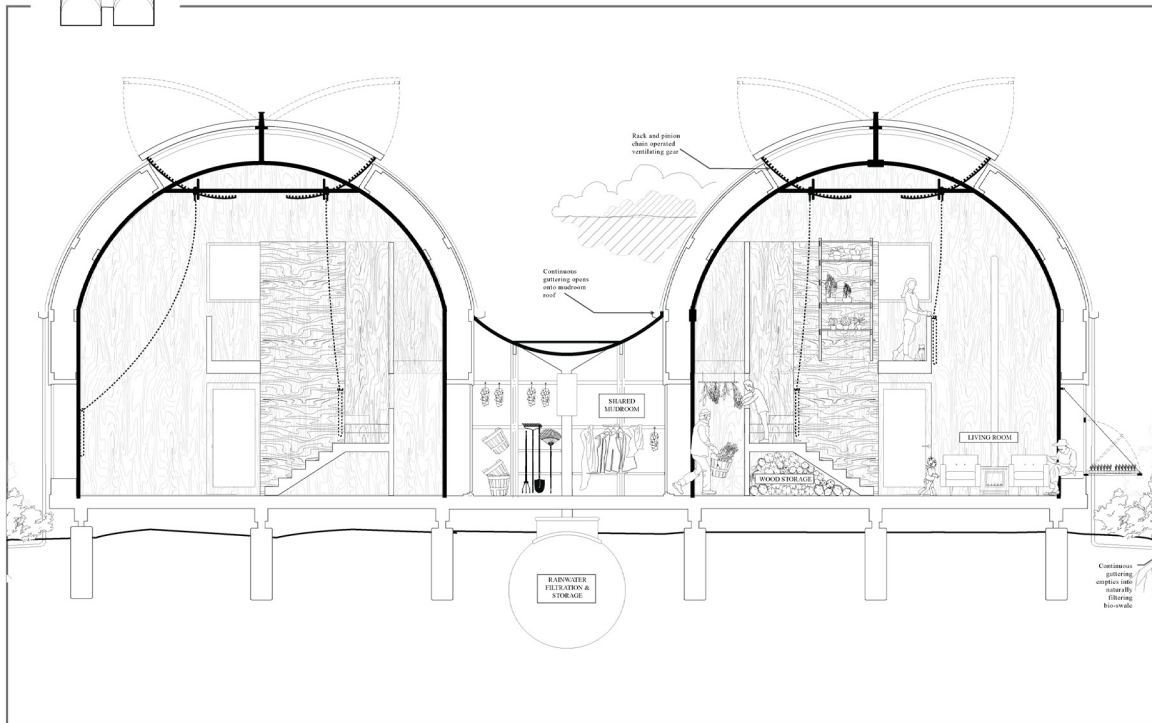 Rack and pinion
chain operated
ventilating gear
Continuous
guttering opens
onto mudroom
roof
SHARED
MUDROOM
LIVING ROOM
WOOD STORAGE
RAINWATER
FILTRATION &
STORAGE
Continuous
guttering
empties into
naturally
filtering
bio-swale